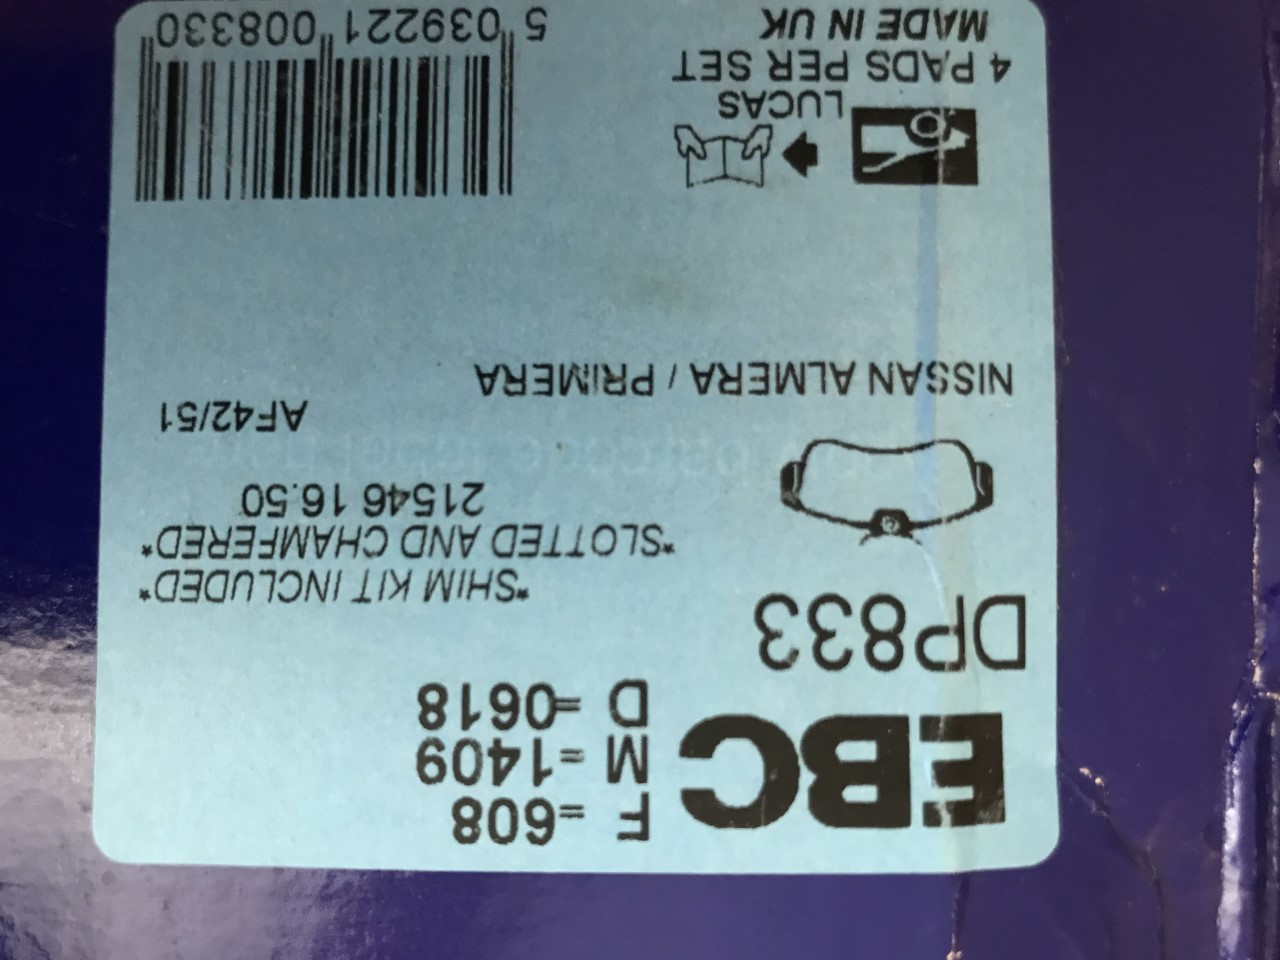 EBC
F =608
M =1409
D =0618
DP833
*SHIM KIT INCLUDED*
*SLOTTED AND CHAMFERED*
21546 16.50
AF42/51
NISSAN ALMERA / PRIMERA
LUCAS
4 PADS PER SET
MADE IN UK
5 039221 008330